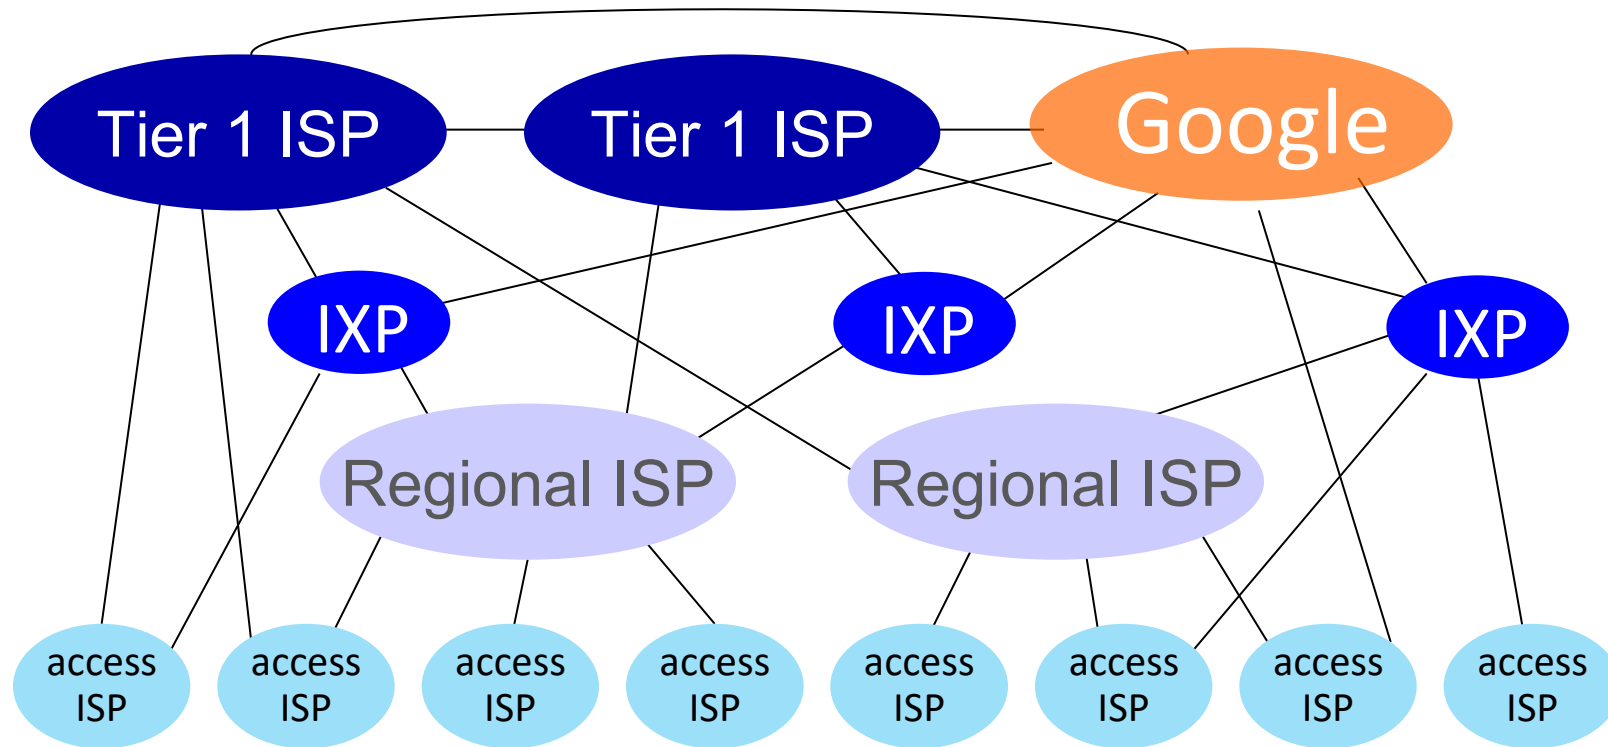 Tier 1 ISP
Tier 1 ISP
Google
IXP
IXP
IXP
Regional ISP
Regional ISP
access
ISP
access
ISP
access
ISP
access
ISP
access
ISP
access
ISP
access
ISP
access
ISP